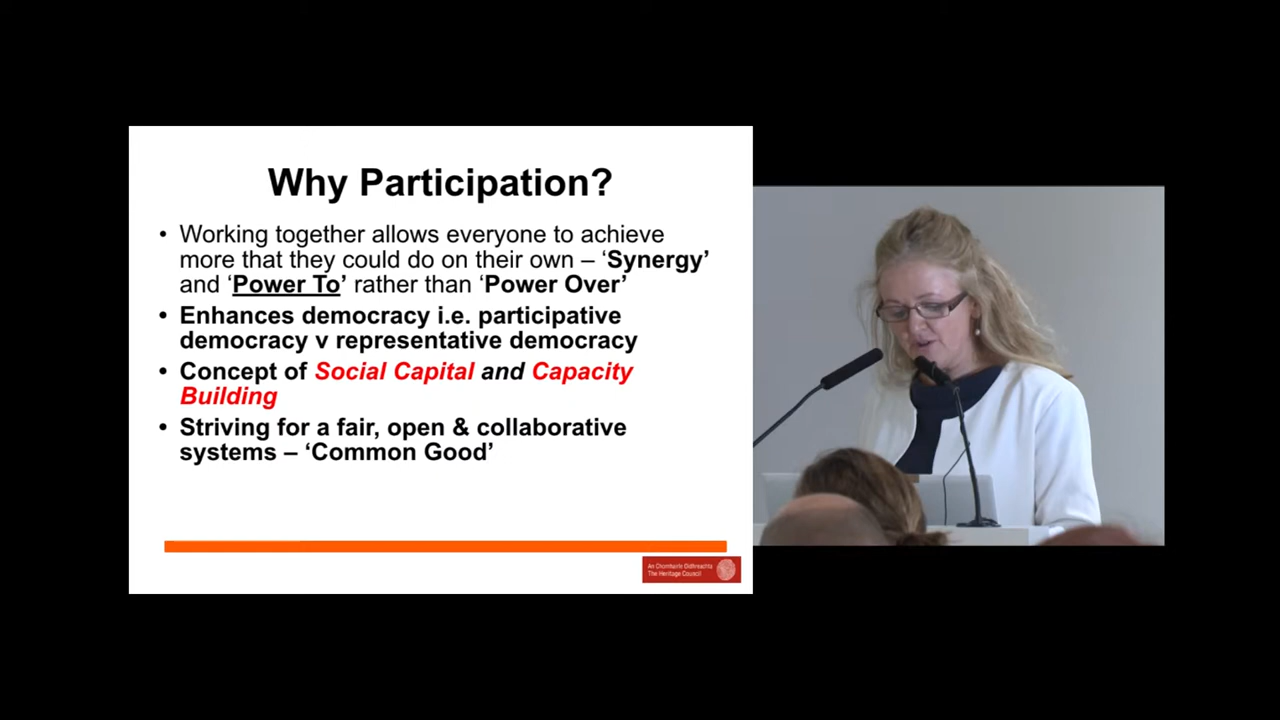 Why Participation?
• Working together allows everyone to achieve
more that they could do on their own – ‘Synergy’
and ‘Power To’ rather than ‘Power Over’
• Enhances democracy i.e. participative
democracy v representative democracy
• Concept of Social Capital and Capacity
Building
• Striving for a fair, open & collaborative
systems – ‘Common Good’
An Chomhairle Oidhreachta
The Heritage Council